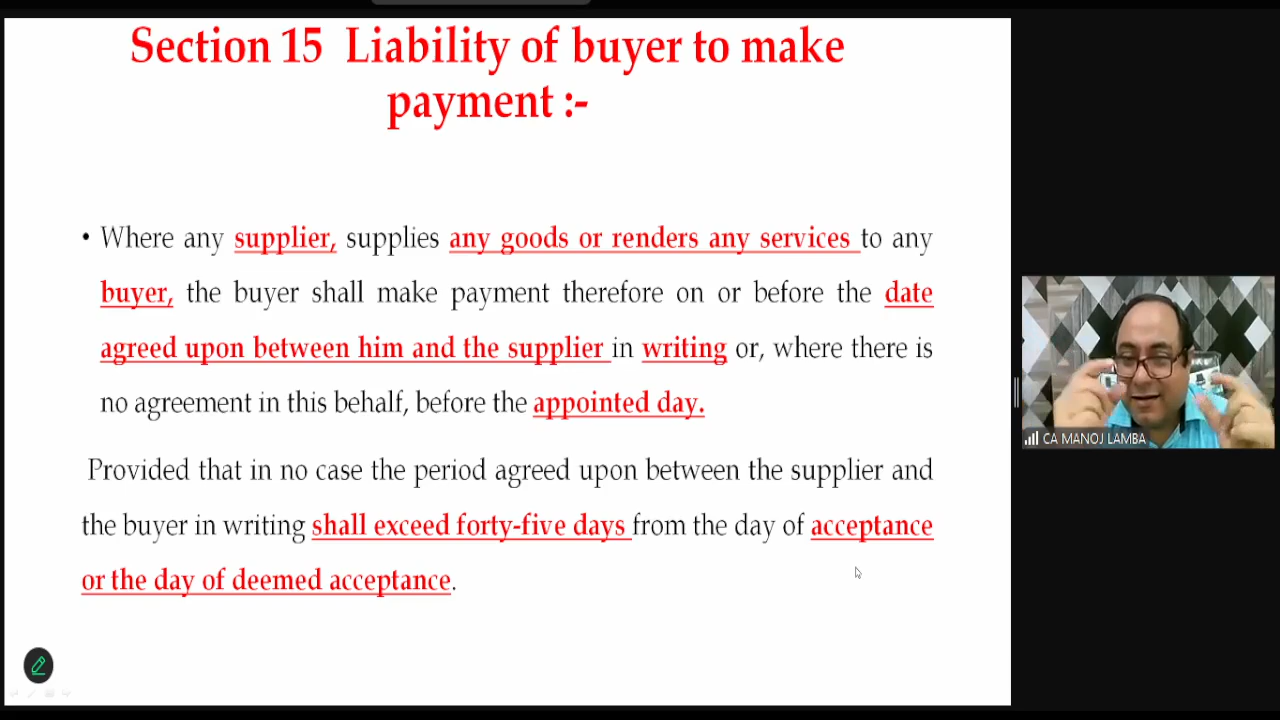 Section 15 Liability of buyer to make
payment :-
• Where any supplier, supplies any goods or renders any services to any
buyer, the buyer shall make payment therefore on or before the date
agreed upon between him and the supplier in writing or, where there is
no agreement in this behalf, before the appointed day.
Provided that in no case the period agreed upon between the supplier and
the buyer in writing shall exceed forty-five days from the day of acceptance
or the day of deemed acceptance.
CA MANOJ LAMBA